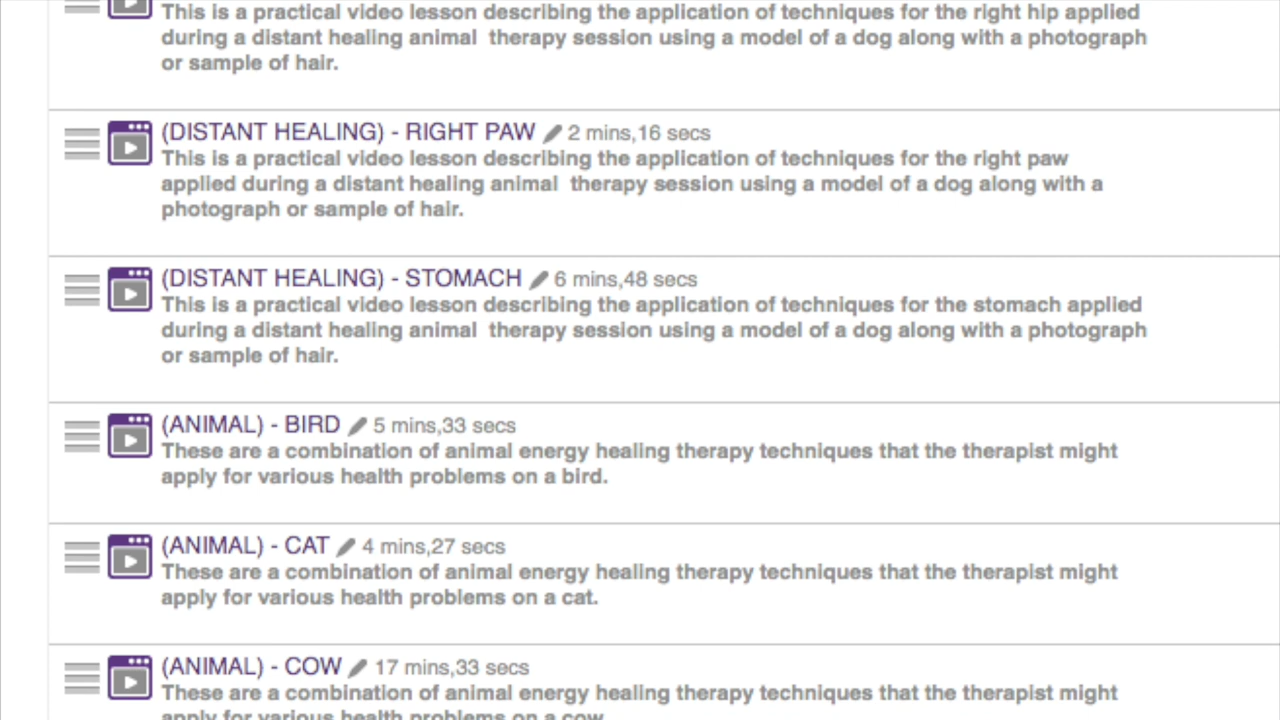 This is a practical video lesson describing the application of techniques for the right hip applied
during a distant healing animal  therapy session using a model of a dog along with a photograph
or sample of hair.
(DISTANT HEALING) - RIGHT PAW 2 mins,16 secs
This is a practical video lesson describing the application of techniques for the right paw
applied during a distant healing animal  therapy session using a model of a dog along with a
photograph or sample of hair.
(DISTANT HEALING) - STOMACH 6 mins,48 secs
This is a practical video lesson describing the application of techniques for the stomach applied
during a distant healing animal  therapy session using a model of a dog along with a photograph
or sample of hair.
(ANIMAL) - BIRD 5 mins,33 secs
These are a combination of animal energy healing therapy techniques that the therapist might
apply for various health problems on a bird.
(ANIMAL) - CAT 4 mins,27 secs
These are a combination of animal energy healing therapy techniques that the therapist might
apply for various health problems on a cat.
(ANIMAL) - COW 17 mins,33 secs
These are a combination of animal energy healing therapy techniques that the therapist might
apply for various health problems on a cow